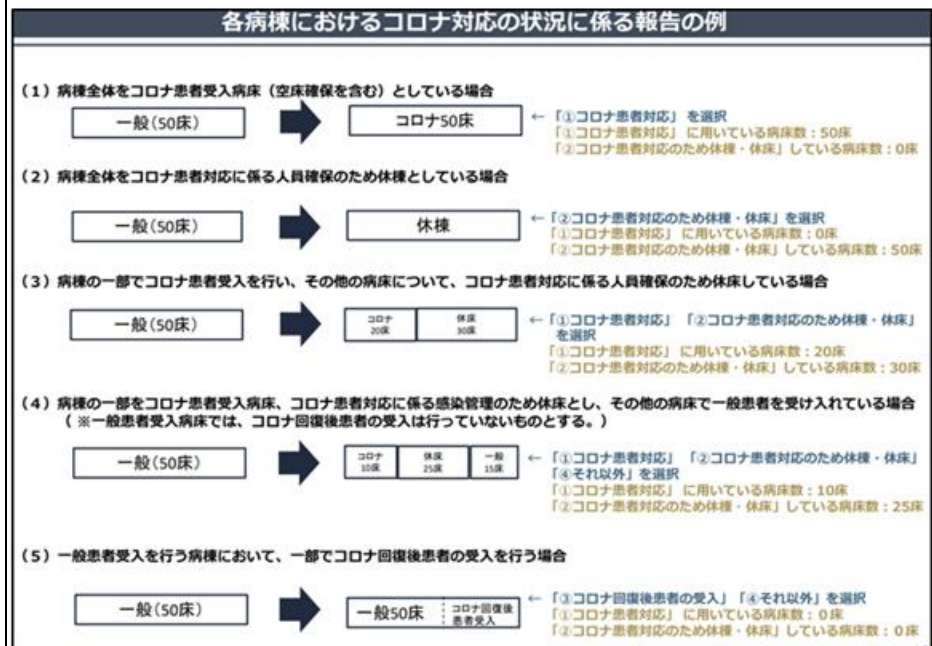 各病棟におけるコロナ対応の状況に係る報告の例
（1）病棟全体をコロナ患者受入病床（空床確保を含む）としている場合
一般（50床）
コロナ50床
← 「①コロナ患者対応」 を選択
「①コロナ患者対応」 に用いている病床数：50床
「②コロナ患者対応のため休棟・休床」している病床数：0床
（2）病棟全体をコロナ患者対応に係る人員確保のため休棟としている場合
一般(50床)
休棟
← 「②コロナ患者対応のため休棟・休床」を選択
「①コロナ患者対応」 に用いている病床数：0床
「②コロナ患者対応のため休棟・休床」している病床数：50床
（3）病棟の一部でコロナ患者受入を行い、その他の病床について、コロナ患者対応に係る人員確保のため休床している場合
一般(50床)
コロナ
20床
休床
30床
← 「①コロナ患者対応」 「②コロナ患者対応のため休棟・休床」
を選択
「①コロナ患者対応」 に用いている病床数：20床
「②コロナ患者対応のため休棟・休床」している病床数：30床
（4）病棟の一部をコロナ患者受入病床、コロナ患者対応に係る感染管理のため休床とし、その他の病床で一般患者を受け入れている場合
（ ※一般患者受入病床では、コロナ回復後患者の受入は行っていないものとする。）
一般(50床)
コロナ
10床
休床
25床
一般
15床
← 「①コロナ患者対応」 「②コロナ患者対応のため休棟・休床」
「④それ以外」を選択
「①コロナ患者対応」 に用いている病床数：10床
「②コロナ患者対応のため休棟・休床」している病床数：25床
（5）一般患者受入を行う病棟において、一部でコロナ回復後患者の受入を行う場合
一般(50床)
一般50床
コロナ回復後
患者受入
← 「③コロナ回復後患者の受入」「④それ以外」を選択
「①コロナ患者対応」 に用いている病床数：０床
「②コロナ患者対応のため休棟・休床」している病床数：０床